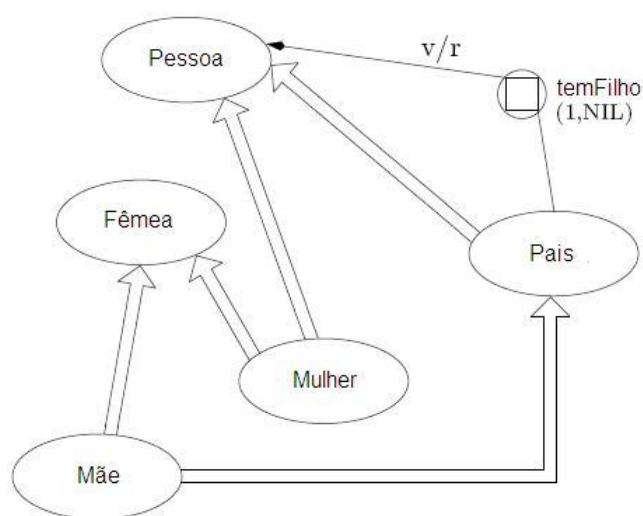 Pessoa
v/r
temFilho
(1,NIL)
Fêmea
Pais
Mulher
Mãe